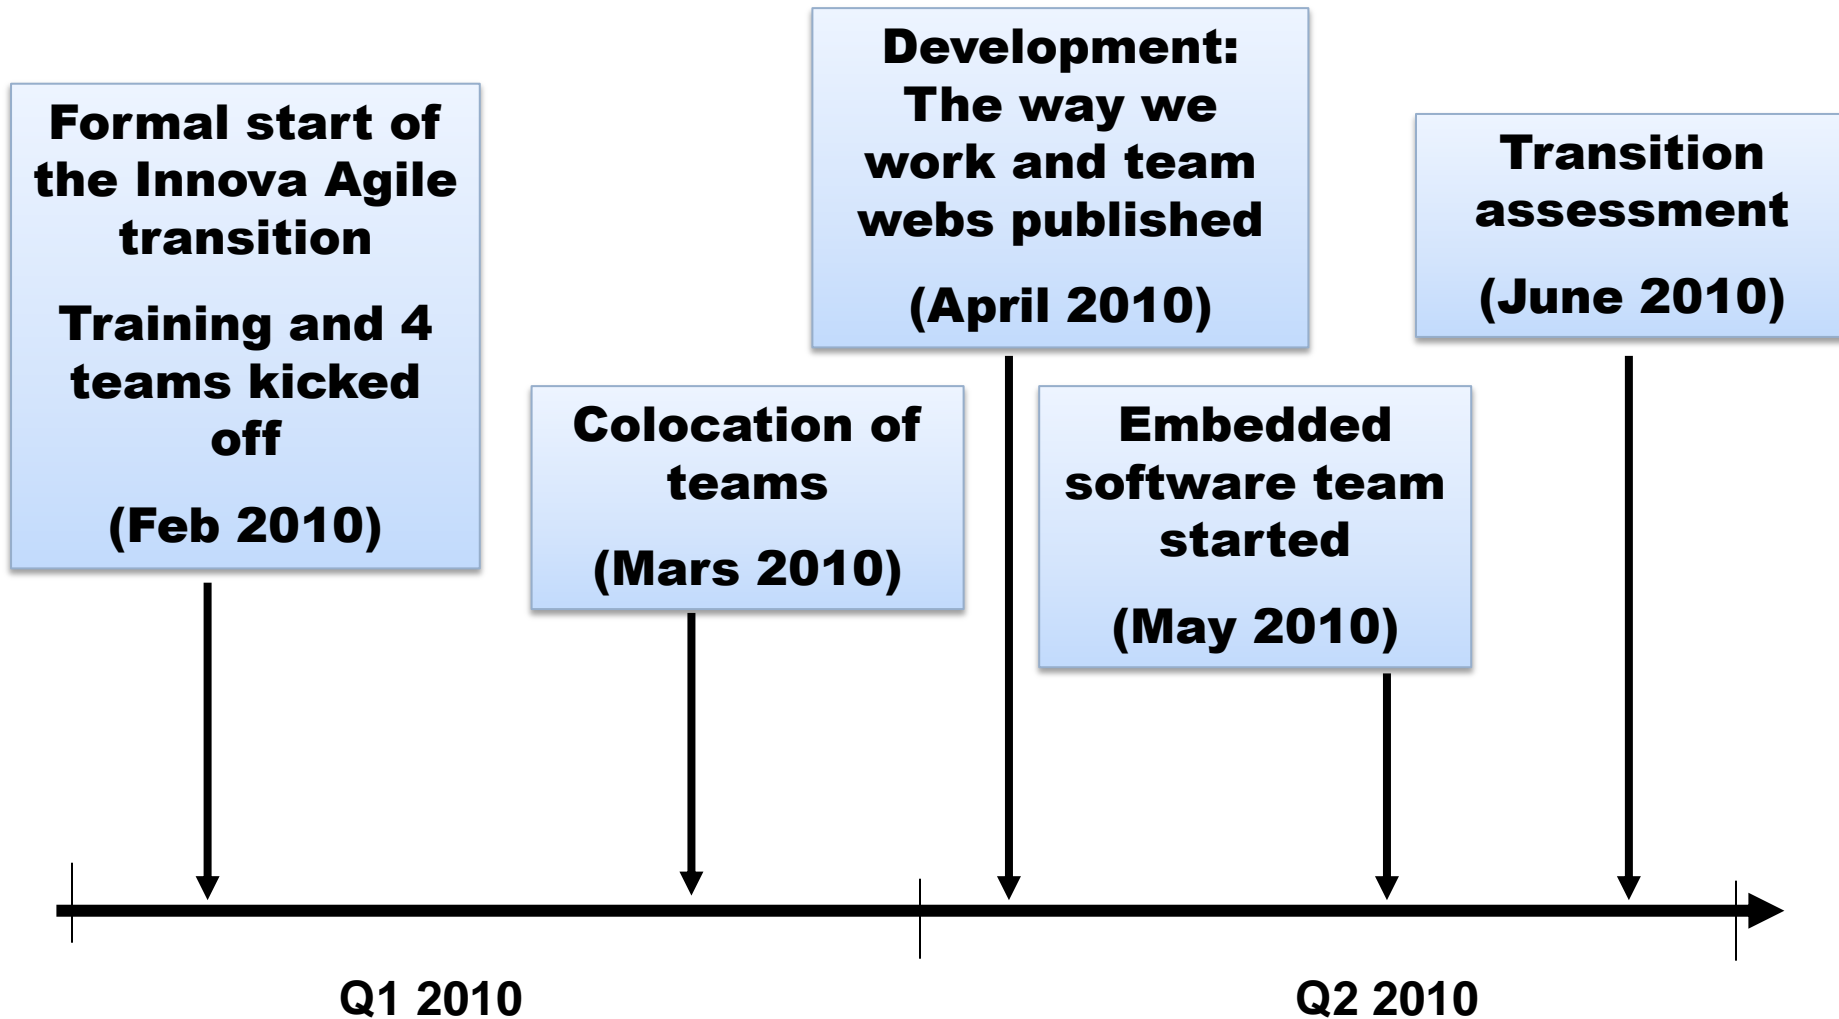 Formal start of
the Innova Agile
transition
Training and 4
teams kicked
off
(Feb 2010)
Colocation of
teams
(Mars 2010)
Development:
The way we
work and team
webs published
(April 2010)
Embedded
software team
started
(May 2010)
Transition
assessment
(June 2010)
Q1 2010
Q2 2010